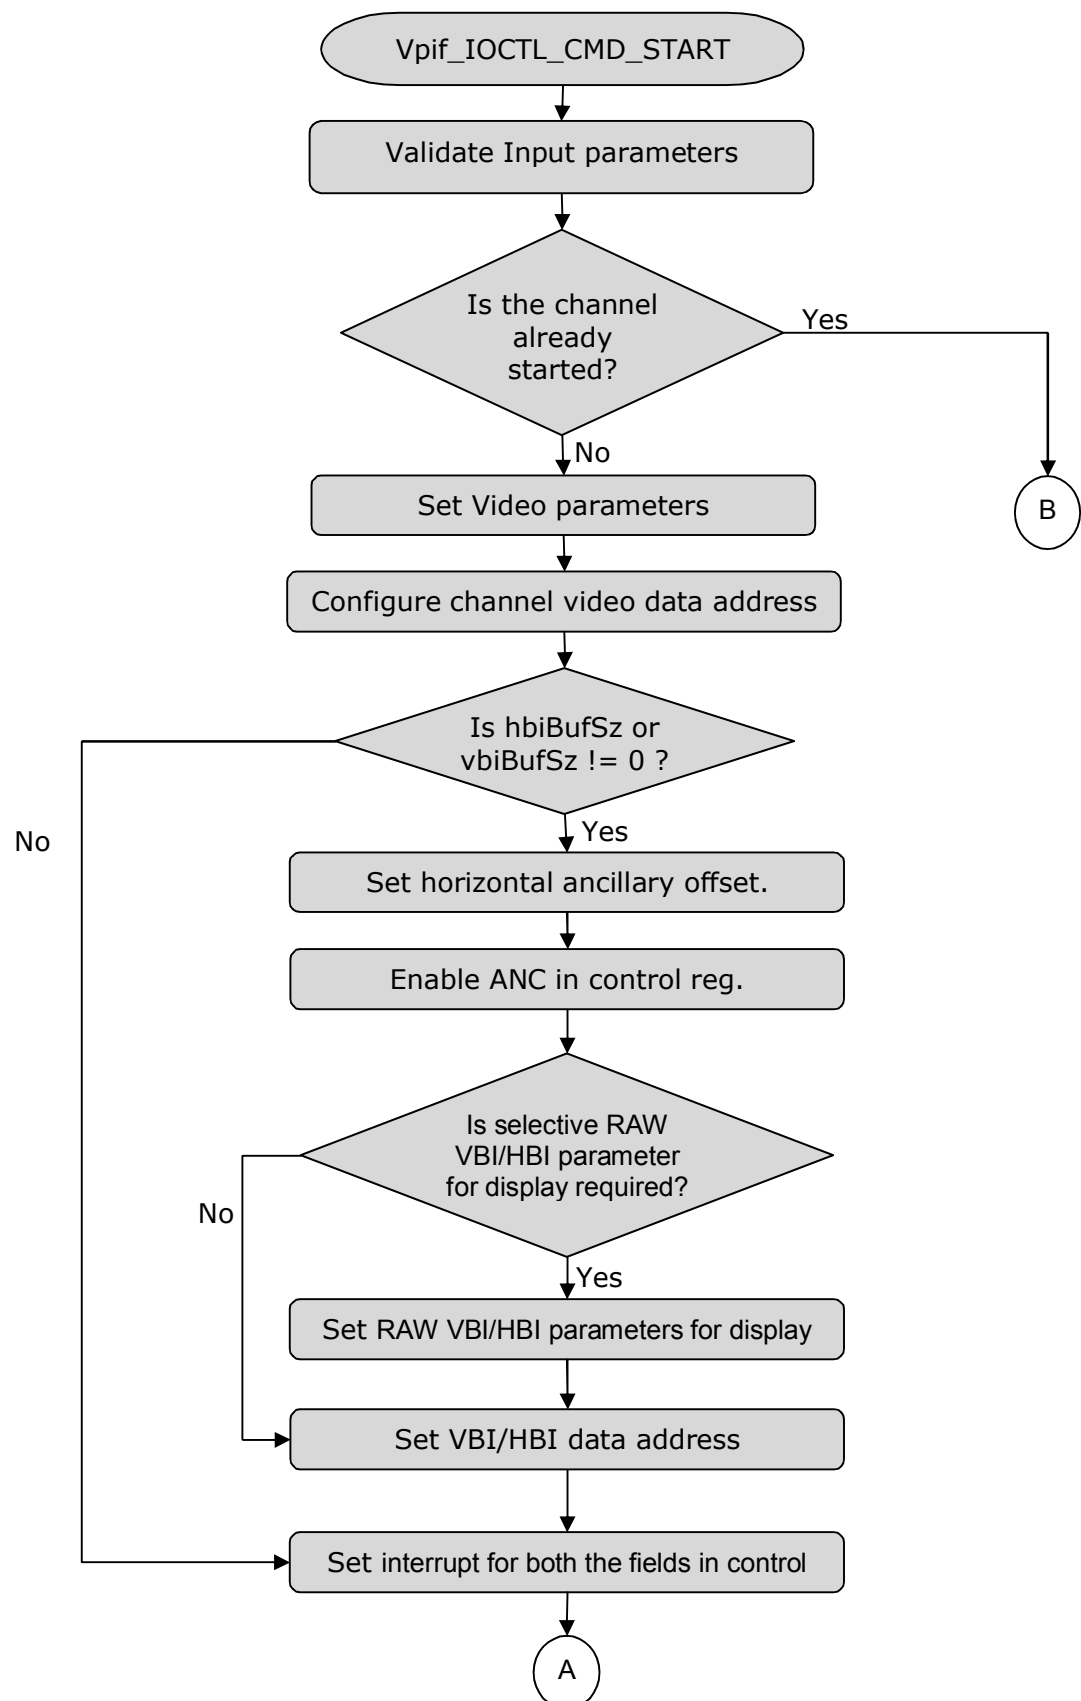 Vpif_IOCTL_CMD_START
Validate Input parameters
Is the channel
already
started?
Yes
No
Set Video parameters
B
Configure channel video data address
Is hbiBufSz or
vbiBufSz != 0 ?
No
Yes
Set horizontal ancillary offset.
Enable ANC in control reg.
Is selective RAW
VBI/HBI parameter
for display required?
No
Yes
Set RAW VBI/HBI parameters for display
Set VBI/HBI data address
Set interrupt for both the fields in control
A